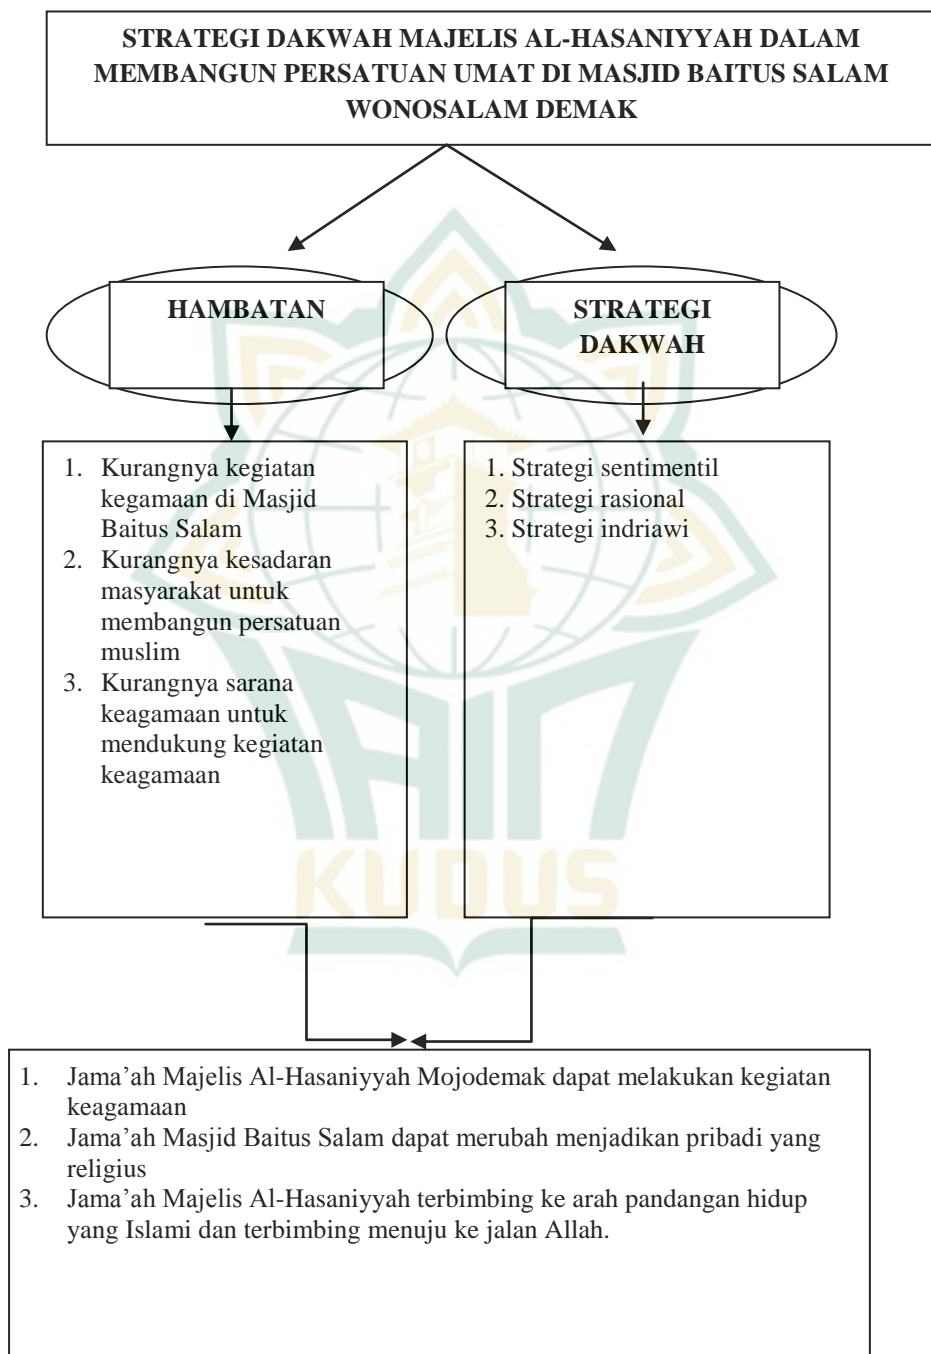 STRATEGI DAKWAH MAJELIS AL-HASANIYYAH DALAM
MEMBANGUN PERSATUAN UMAT DI MASJID BAITUS SALAM
WONOSALAM DEMAK
HAMBATAN
STRATEGI
DAKWAH
1. Kurangnya kegiatan
kegamaan di Masjid
Baitus Salam
2. Kurangnya kesadaran
masyarakat untuk
membangun persatuan
muslim
3. Kurangnya sarana
keagamaan untuk
mendukung kegiatan
keagamaan
1. Strategi sentimentil
2. Strategi rasional
3. Strategi indriawi
IAIN
KUDUS
1. Jama’ah Majelis Al-Hasaniyyah Mojodemak dapat melakukan kegiatan
keagamaan
2. Jama’ah Masjid Baitus Salam dapat merubah menjadikan pribadi yang
religius
3. Jama’ah Majelis Al-Hasaniyyah terbimbing ke arah pandangan hidup
yang Islami dan terbimbing menuju ke jalan Allah.